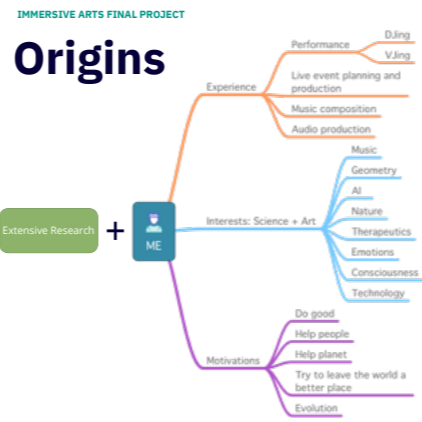 IMMERSIVE ARTS FINAL PROJECT
Origins
Extensive Research
+
ME
Experience
Performance
DJing
VJing
Live event planning and
production
Music composition
Audio production
Interests: Science + Art
Music
Geometry
AI
Nature
Therapeutics
Emotions
Consciousness
Technology
Motivations
Do good
Help people
Help planet
Try to leave the world a
better place
Evolution